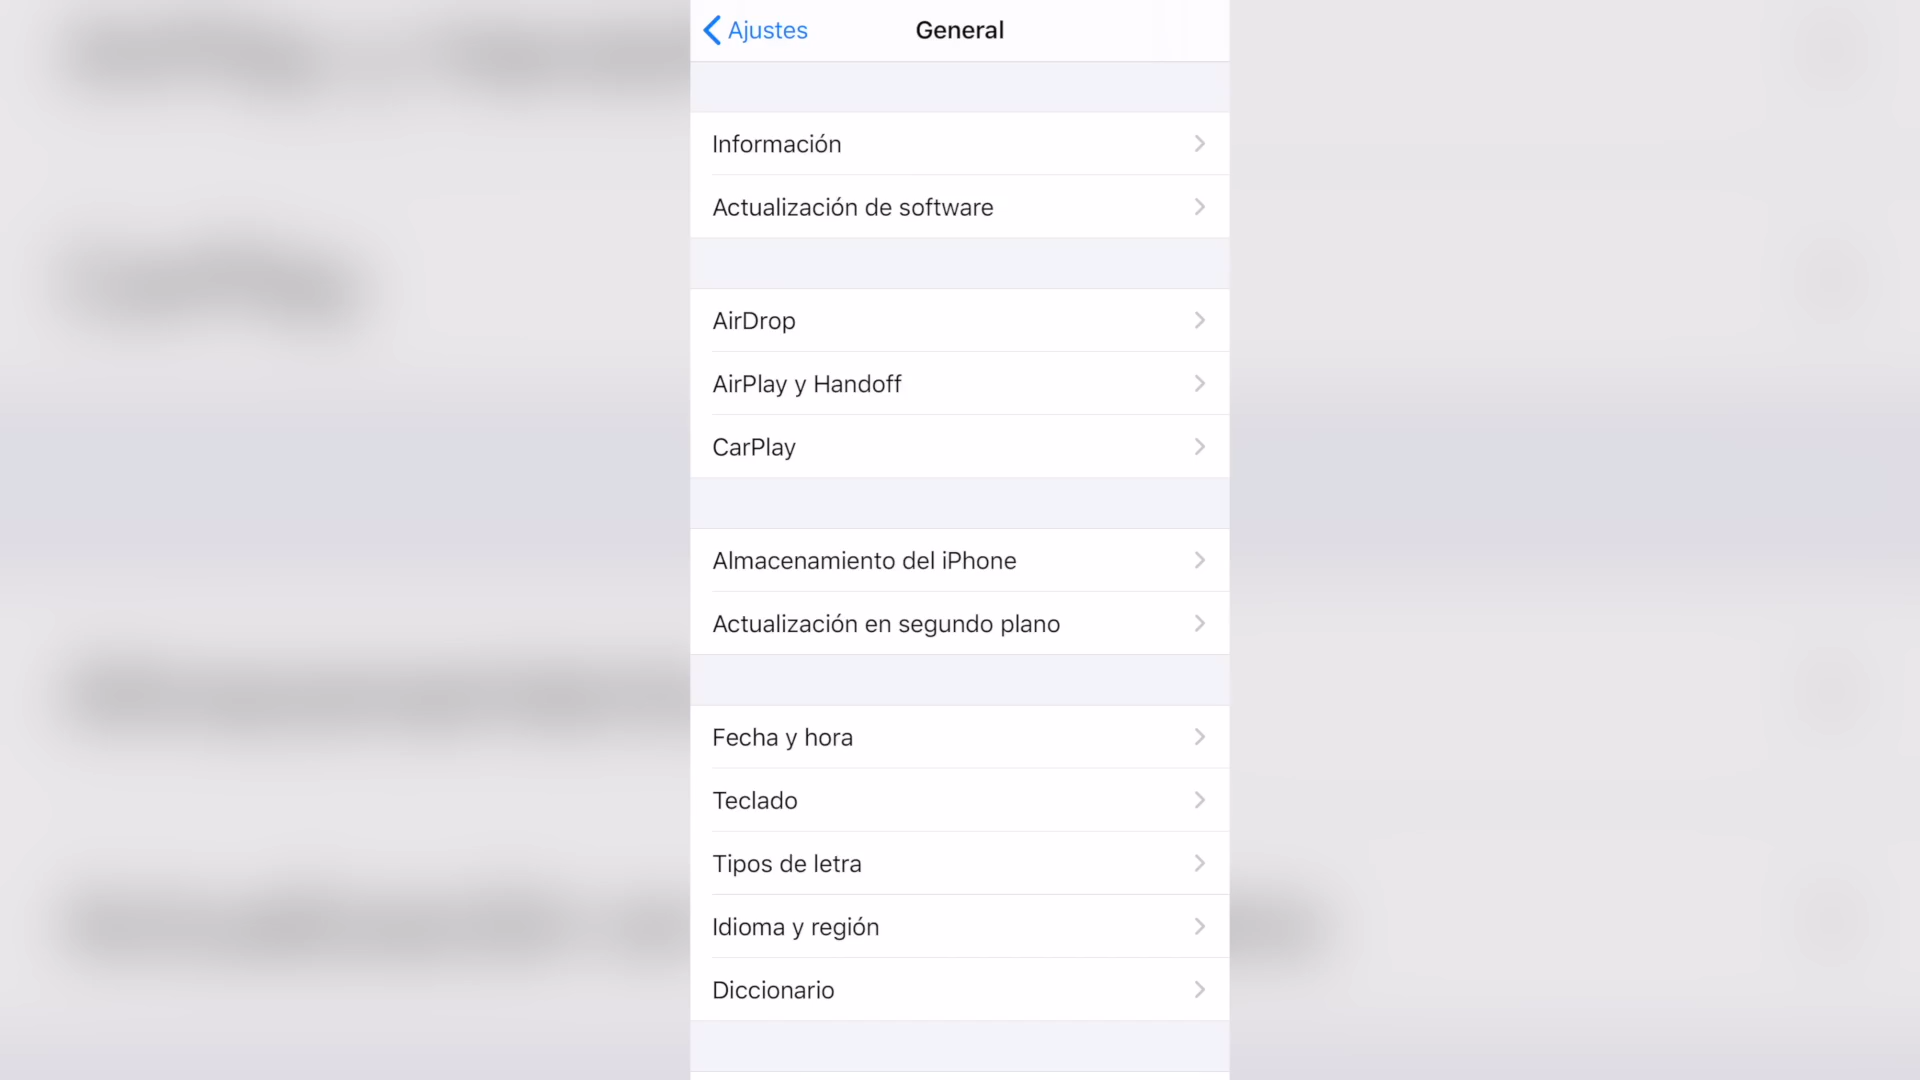 Ajustes
General
Información
Actualización de software
AirDrop
AirPlay y Handoff
CarPlay
Almacenamiento del iPhone
Actualización en segundo plano
Fecha y hora
Teclado
Tipos de letra
Idioma y región
Diccionario